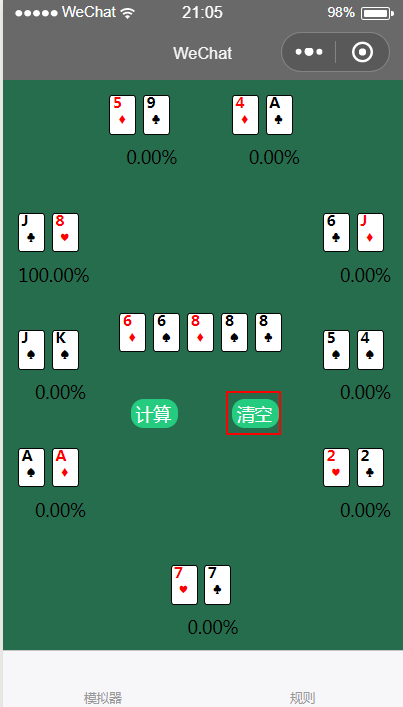 WeChat 21:05 98%
WeChat
5♦ 9♣ 4♦ A♣
0.00% 0.00%
J♣ 8♥ 6♣ J♦
100.00% 0.00%
6♦ 6♠ 8♦ 8♠ 8♣
J♠ K♠ 5♠ 4♠
0.00% 0.00%
计算 清空
A♠ A♦ 2♥ 2♣
0.00% 0.00%
7♥ 7♣
0.00%
模拟器 规则